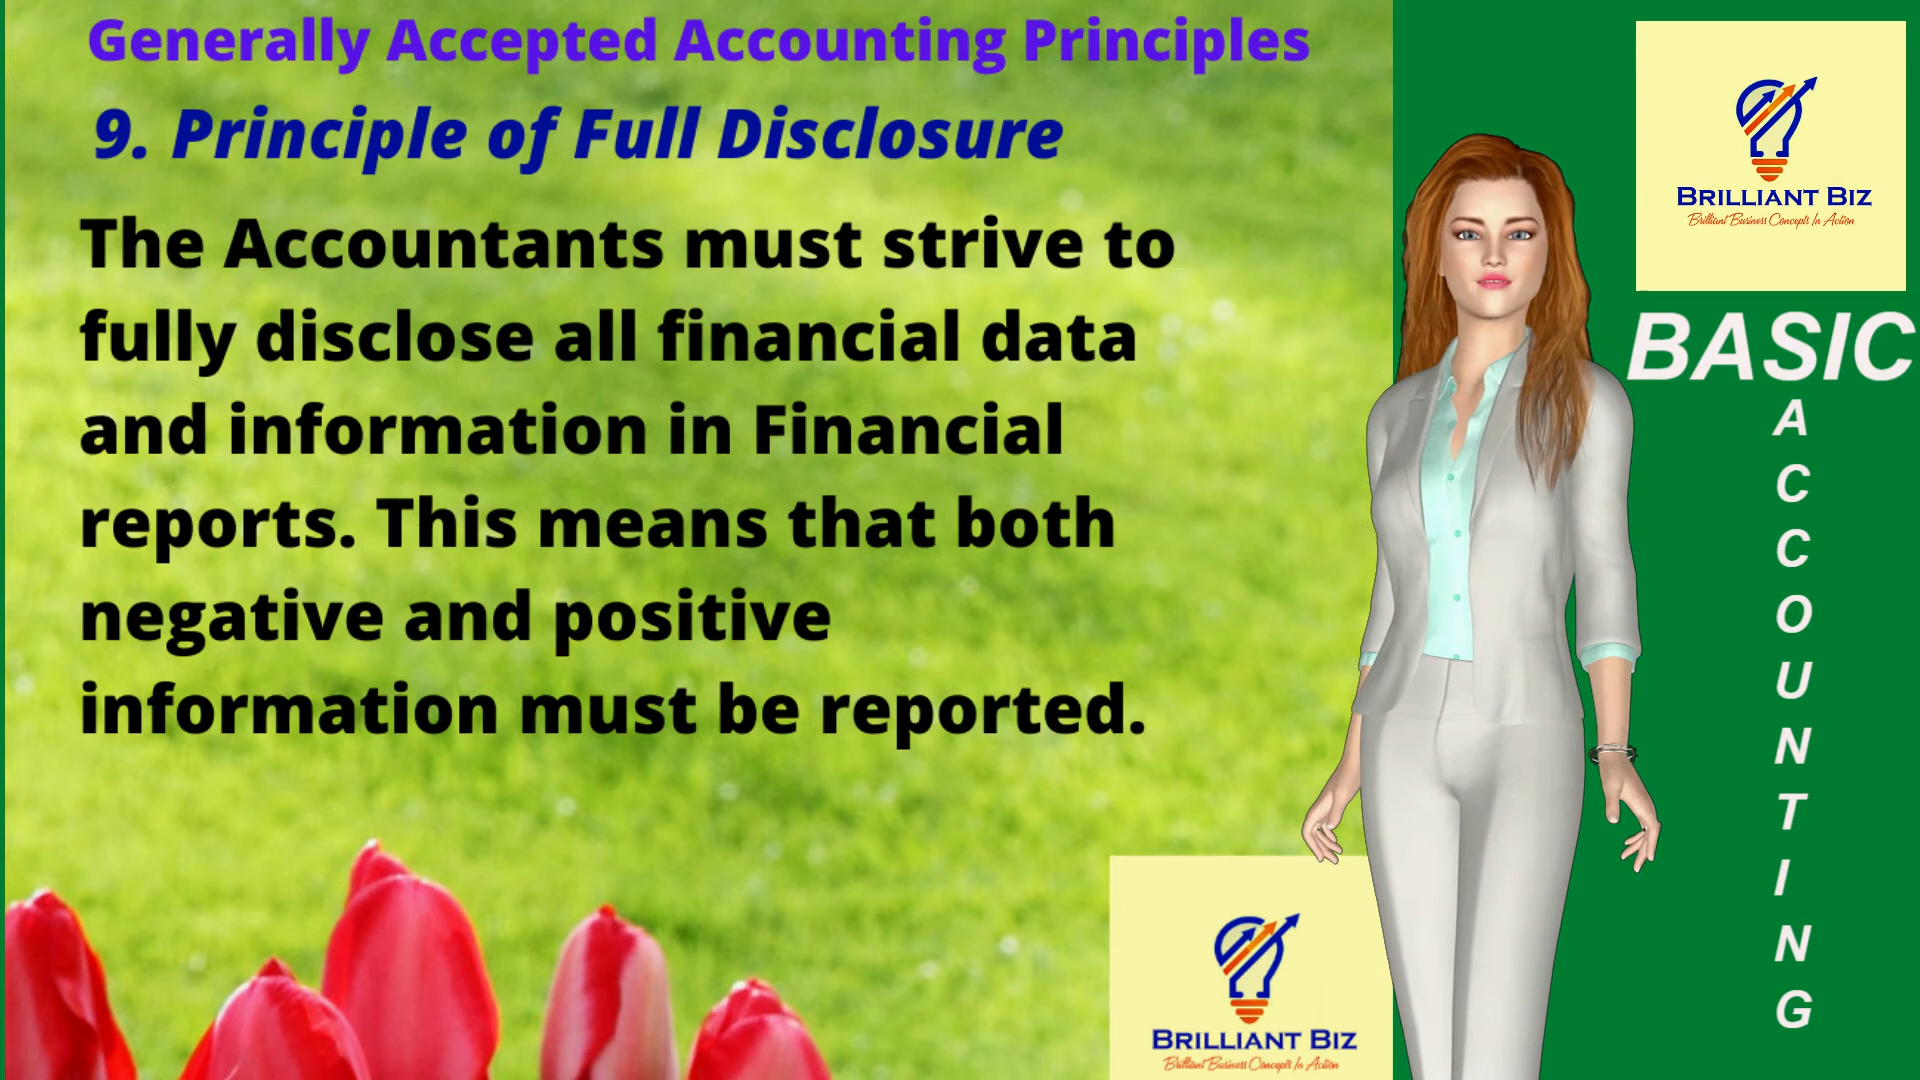 Generally Accepted Accounting Principles
9. Principle of Full Disclosure
The Accountants must strive to
fully disclose all financial data
and information in Financial
reports. This means that both
negative and positive
information must be reported.
BRILLIANT BIZ
Brilliant Business Concepts In Action
BASIC
A
C
C
O
U
N
T
I
N
G
BRILLIANT BIZ
Brilliant Business Concepts In Action